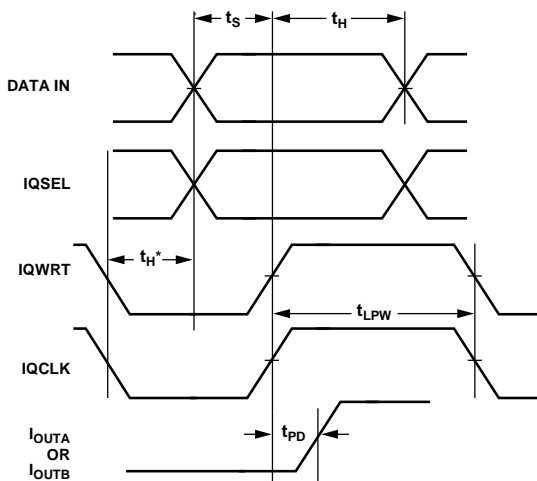 tS
tH
DATA IN
IQSEL
tH*
IQWRT
tLPW
IQCLK
IOUTA
OR
IOUTB
tPD